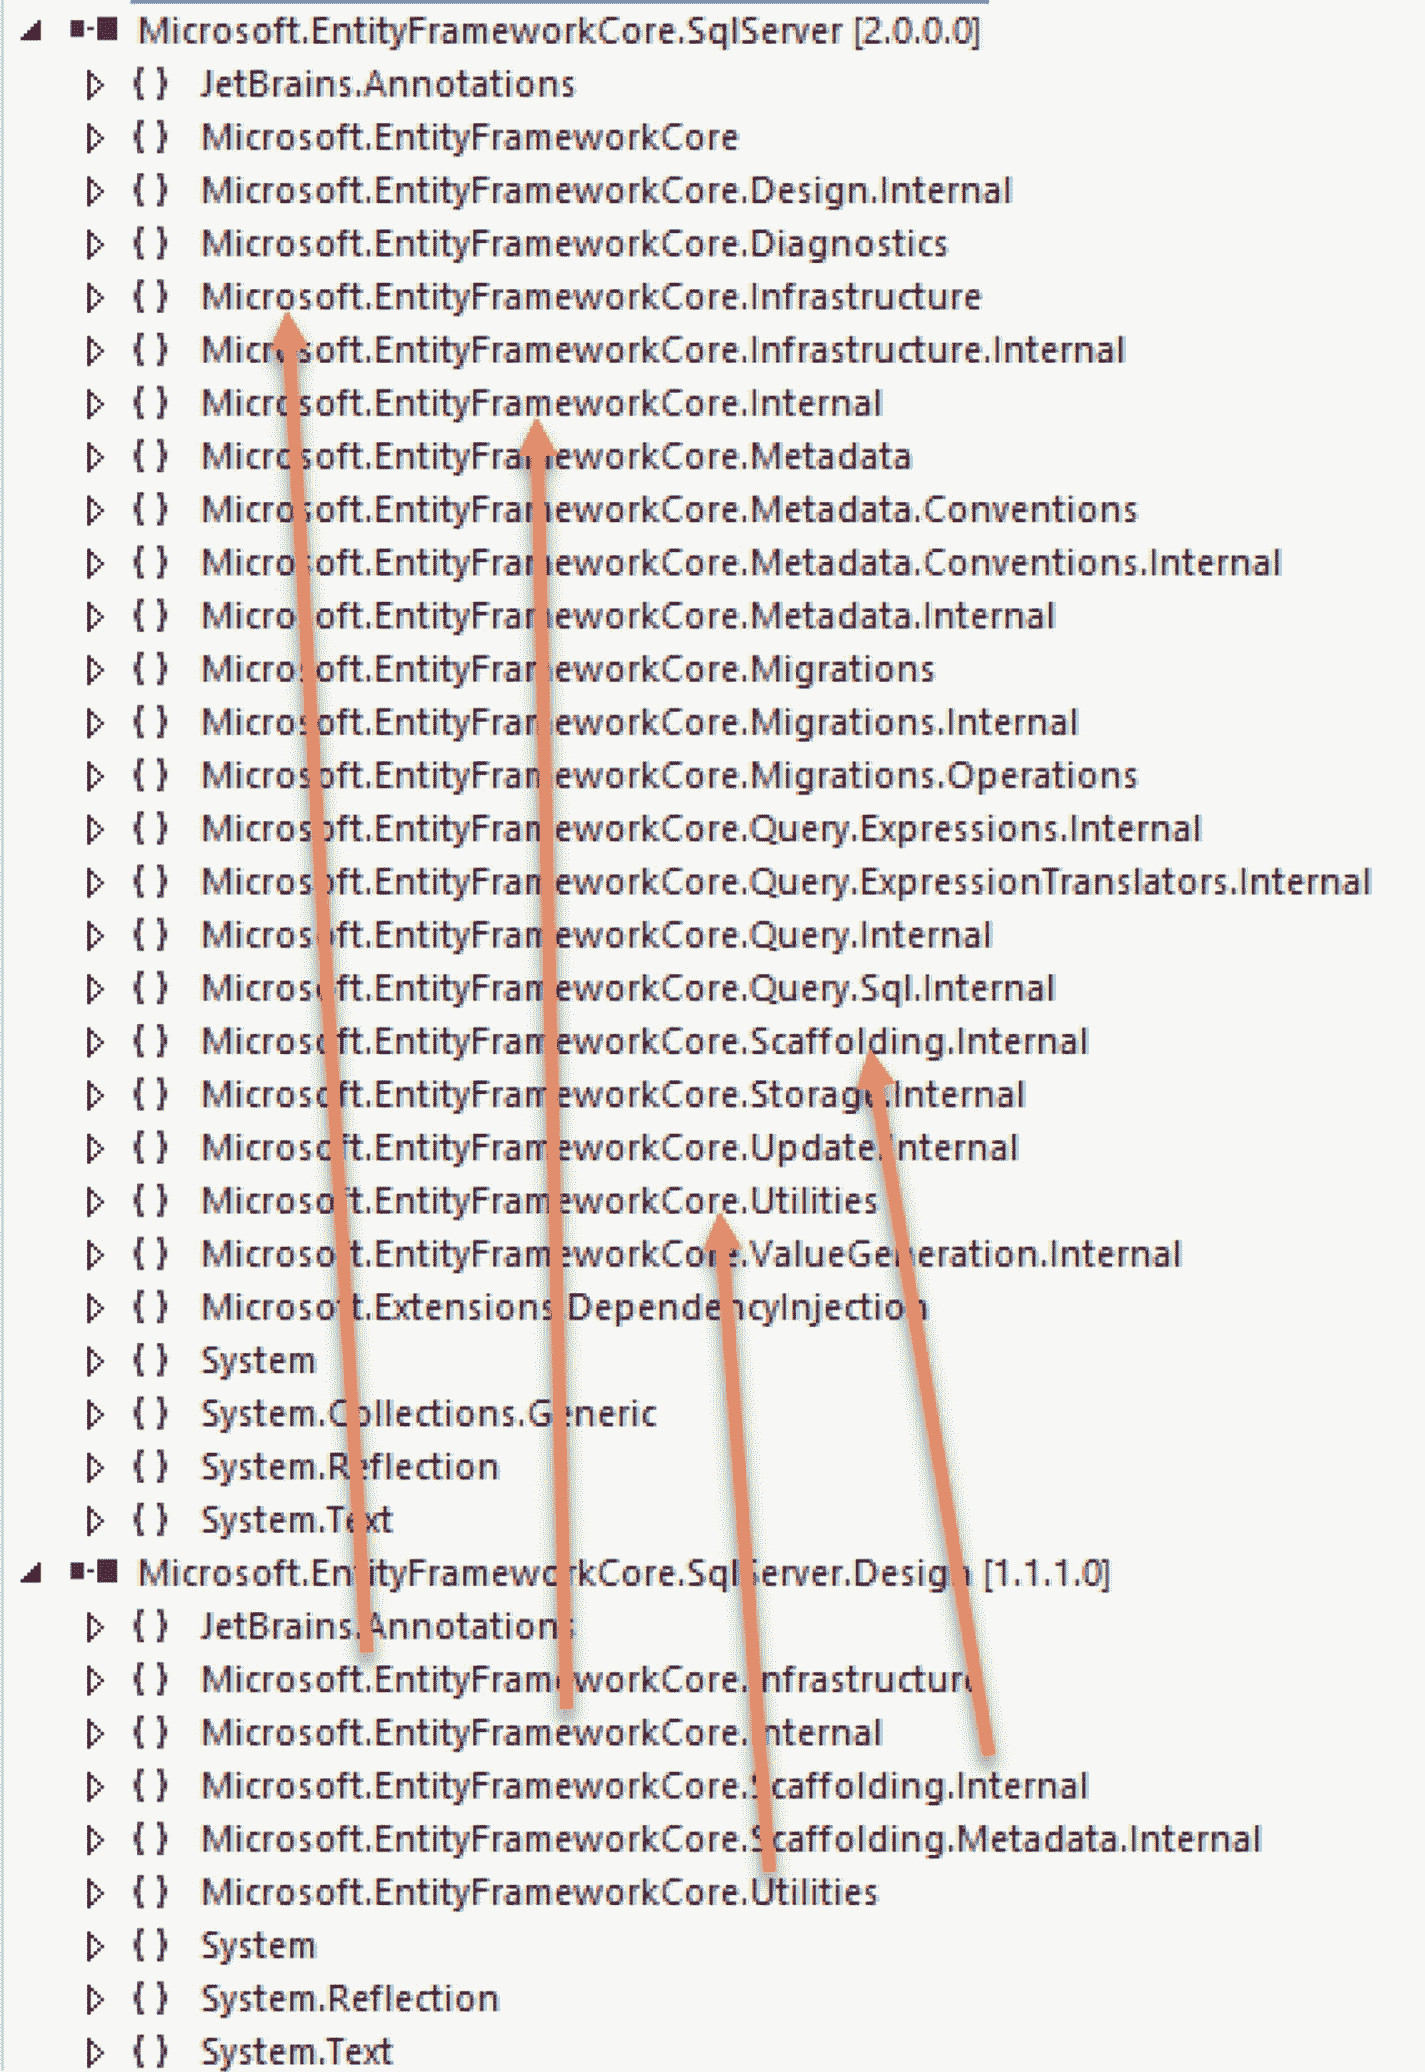 Microsoft.EntityFrameworkCore.SqlServer [2.0.0.0]
{ } JetBrains.Annotations
{ } Microsoft.EntityFrameworkCore
{ } Microsoft.EntityFrameworkCore.Design.Internal
{ } Microsoft.EntityFrameworkCore.Diagnostics
{ } Microsoft.EntityFrameworkCore.Infrastructure
{ } Microsoft.EntityFrameworkCore.Infrastructure.Internal
{ } Microsoft.EntityFrameworkCore.Internal
{ } Microsoft.EntityFrameworkCore.Metadata
{ } Microsoft.EntityFrameworkCore.Metadata.Conventions
{ } Microsoft.EntityFrameworkCore.Metadata.Conventions.Internal
{ } Microsoft.EntityFrameworkCore.Metadata.Internal
{ } Microsoft.EntityFrameworkCore.Migrations
{ } Microsoft.EntityFrameworkCore.Migrations.Internal
{ } Microsoft.EntityFrameworkCore.Migrations.Operations
{ } Microsoft.EntityFrameworkCore.Query.Expressions.Internal
{ } Microsoft.EntityFrameworkCore.Query.ExpressionTranslators.Internal
{ } Microsoft.EntityFrameworkCore.Query.Internal
{ } Microsoft.EntityFrameworkCore.Query.Sql.Internal
{ } Microsoft.EntityFrameworkCore.Scaffolding.Internal
{ } Microsoft.EntityFrameworkCore.Storage.Internal
{ } Microsoft.EntityFrameworkCore.Update.Internal
{ } Microsoft.EntityFrameworkCore.Utilities
{ } Microsoft.EntityFrameworkCore.ValueGeneration.Internal
{ } Microsoft.Extensions.DependencyInjection
{ } System
{ } System.Collections.Generic
{ } System.Reflection
{ } System.Text
Microsoft.EntityFrameworkCore.SqlServer.Design [1.1.1.0]
{ } JetBrains.Annotations
{ } Microsoft.EntityFrameworkCore.Infrastructure
{ } Microsoft.EntityFrameworkCore.Internal
{ } Microsoft.EntityFrameworkCore.Scaffolding.Internal
{ } Microsoft.EntityFrameworkCore.Scaffolding.Metadata.Internal
{ } Microsoft.EntityFrameworkCore.Utilities
{ } System
{ } System.Reflection
{ } System.Text